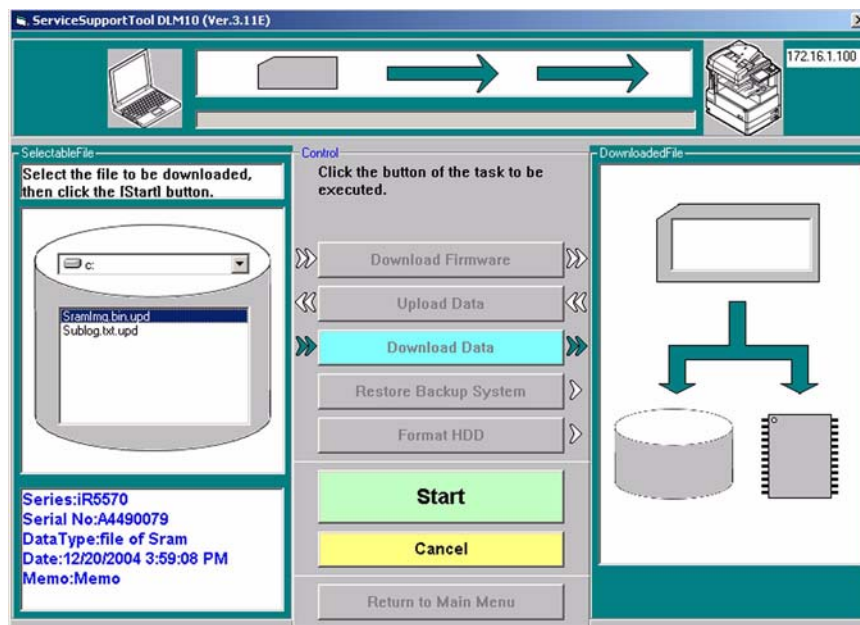 ServiceSupportTool DLM10 (Ver.3.11E)
172.16.1.100
SelectableFile
Select the file to be downloaded,
then click the [Start] button.
c:
SramImg.bin.upd
Sublog.txt.upd
Series:iR5570
Serial No:A4490079
DataType:file of Sram
Date:12/20/2004 3:59:08 PM
Memo:Memo
Control
Click the button of the task to be
executed.
Download Firmware
Upload Data
Download Data
Restore Backup System
Format HDD
Start
Cancel
Return to Main Menu
DownloadedFile